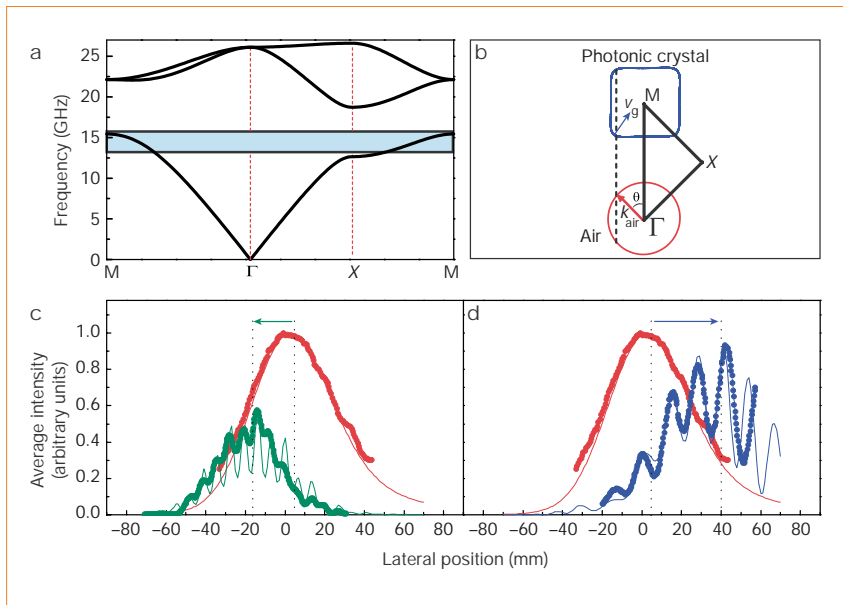 a
Frequency (GHz)
25
20
15
10
5
0
M
Γ
X
M
b
Photonic crystal
v_g
M
X
θ
k_air
Γ
Air
c
Average intensity
(arbitrary units)
1.0
0.8
0.6
0.4
0.2
0.0
−80 −60 −40 −20 0 20 40 60 80
d
−80 −60 −40 −20 0 20 40 60 80
Lateral position (mm)